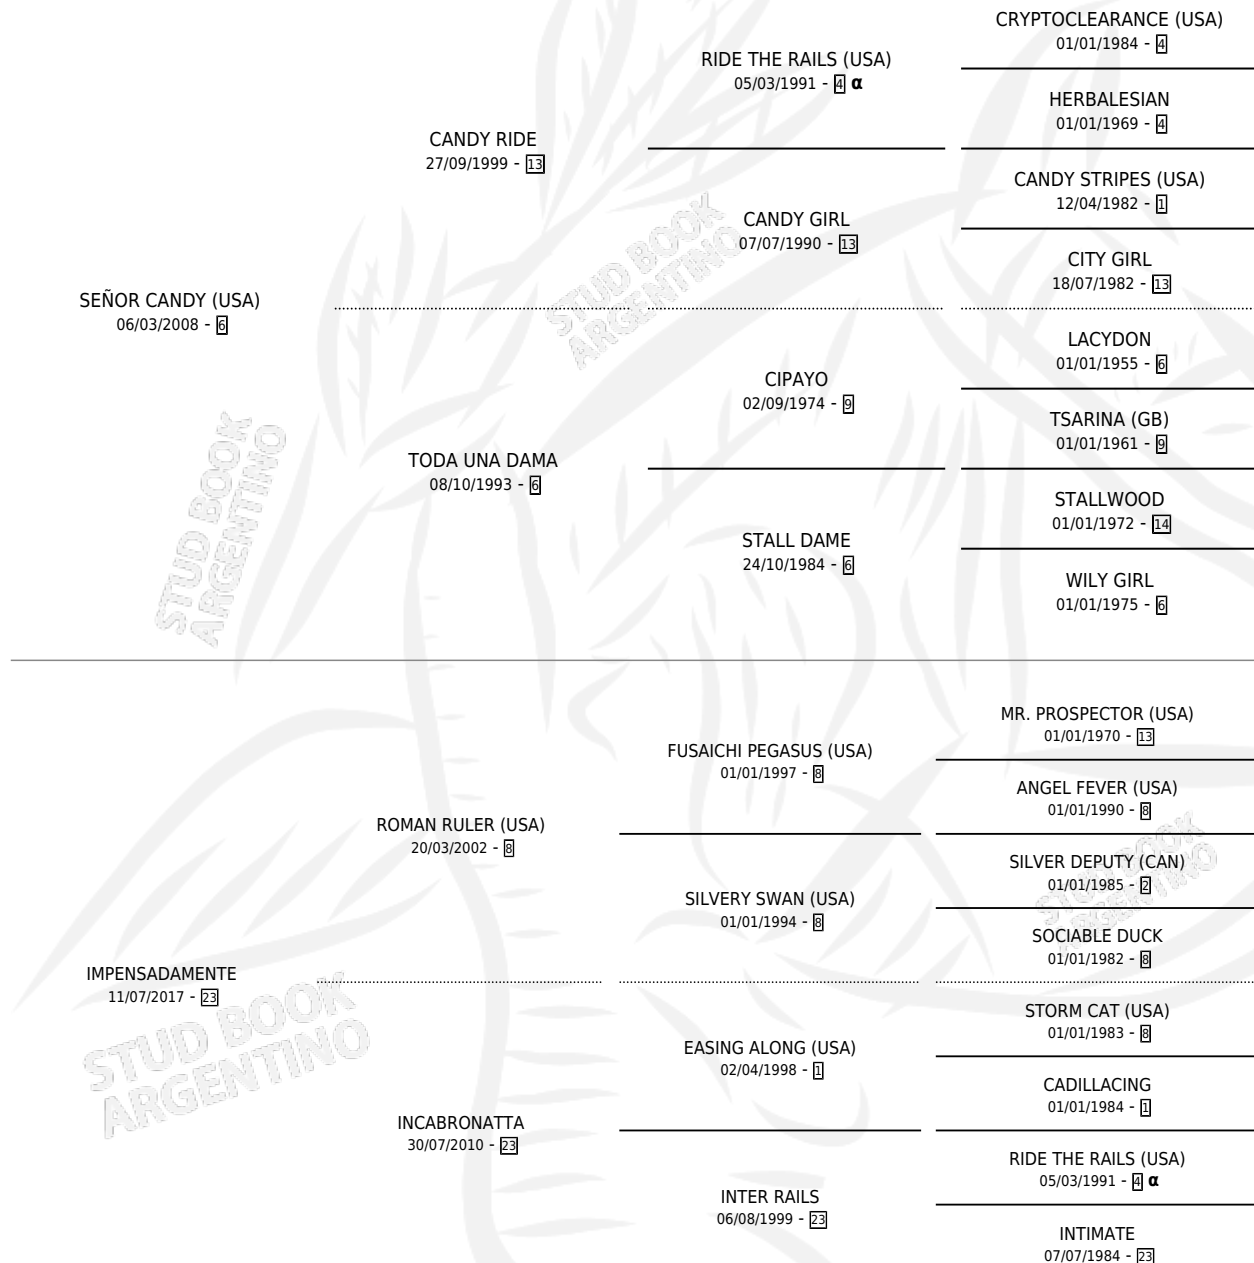 CRYPTOCLEARANCE (USA)
01/01/1984 - 4
RIDE THE RAILS (USA)
05/03/1991 - 4 α
HERBALESIAN
01/01/1969 - 4
CANDY RIDE
27/09/1999 - 13
CANDY STRIPES (USA)
12/04/1982 - 1
CANDY GIRL
07/07/1990 - 13
CITY GIRL
18/07/1982 - 13
SEÑOR CANDY (USA)
06/03/2008 - 6
LACYDON
01/01/1955 - 6
CIPAYO
02/09/1974 - 9
TSARINA (GB)
01/01/1961 - 9
TODA UNA DAMA
08/10/1993 - 6
STALLWOOD
01/01/1972 - 14
STALL DAME
24/10/1984 - 6
WILY GIRL
01/01/1975 - 6
MR. PROSPECTOR (USA)
01/01/1970 - 13
FUSAICHI PEGASUS (USA)
01/01/1997 - 8
ANGEL FEVER (USA)
01/01/1990 - 8
ROMAN RULER (USA)
20/03/2002 - 8
SILVER DEPUTY (CAN)
01/01/1985 - 2
SILVERY SWAN (USA)
01/01/1994 - 8
SOCIABLE DUCK
01/01/1982 - 8
IMPENSADAMENTE
11/07/2017 - 23
STORM CAT (USA)
01/01/1983 - 8
EASING ALONG (USA)
02/04/1998 - 1
CADILLACING
01/01/1984 - 1
INCABRONATTA
30/07/2010 - 23
RIDE THE RAILS (USA)
05/03/1991 - 4 α
INTER RAILS
06/08/1999 - 23
INTIMATE
07/07/1984 - 23
STUD BOOK
ARGENTINO
STUD BOOK
ARGENTINO
STUD BOOK
ARGENTINO
STUD BOOK
ARGENTINO